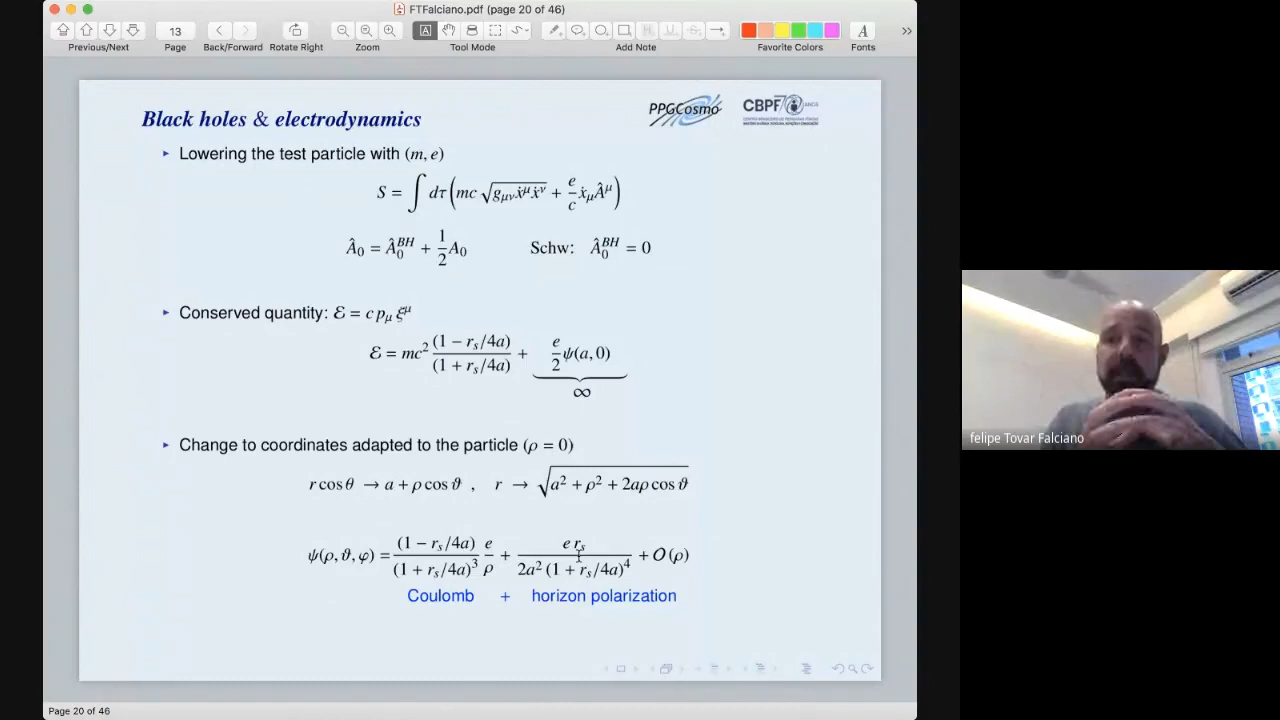 FTFalciano.pdf (page 20 of 46)
13
Previous/Next Page Back/Forward Rotate Right Zoom Tool Mode Add Note Favorite Colors Fonts
Black holes & electrodynamics
PPGCosmo CBPF
Lowering the test particle with (m, e)
S = ∫ dτ ( mc √(g_{μν} ẋ^μ ẋ^ν) + e/c ẋ_μ Â^μ )
Â_0 = Â_0^{BH} + 1/2 A_0 Schw: Â_0^{BH} = 0
Conserved quantity: ℰ = c p_μ ξ^μ
ℰ = mc² (1 − r_s/4a)/(1 + r_s/4a) + e/2 ψ(a, 0)
∞
Change to coordinates adapted to the particle (ρ = 0)
r cos θ → a + ρ cos ϑ , r → √(a² + ρ² + 2aρ cos ϑ)
ψ(ρ, ϑ, φ) = (1 − r_s/4a)/(1 + r_s/4a)³ e/ρ + e r_s/(2a² (1 + r_s/4a)⁴) + O(ρ)
Coulomb + horizon polarization
felipe Tovar Falciano
Page 20 of 46